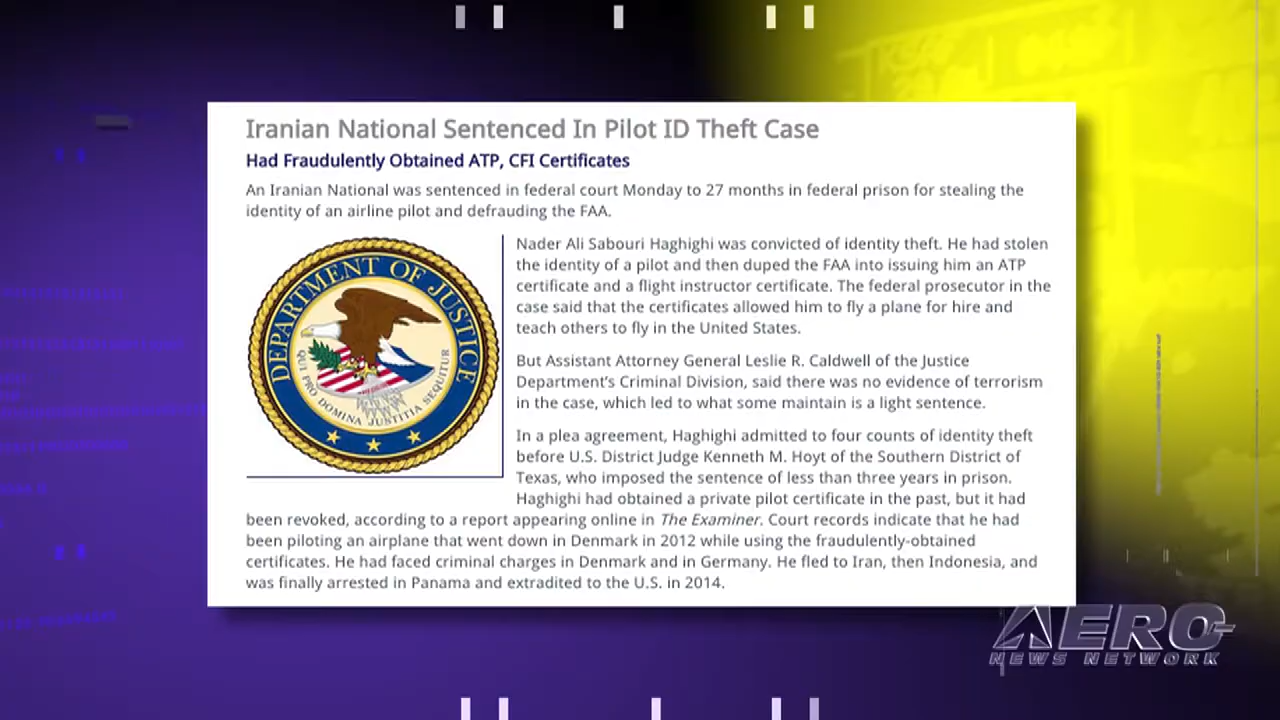 Iranian National Sentenced In Pilot ID Theft Case
Had Fraudulently Obtained ATP, CFI Certificates
An Iranian National was sentenced in federal court Monday to 27 months in federal prison for stealing the
identity of an airline pilot and defrauding the FAA.
DEPARTMENT OF JUSTICE
QUI PRO DOMINA JUSTITIA SEQUITUR
Nader Ali Sabouri Haghighi was convicted of identity theft. He had stolen
the identity of a pilot and then duped the FAA into issuing him an ATP
certificate and a flight instructor certificate. The federal prosecutor in the
case said that the certificates allowed him to fly a plane for hire and
teach others to fly in the United States.
But Assistant Attorney General Leslie R. Caldwell of the Justice
Department's Criminal Division, said there was no evidence of terrorism
in the case, which led to what some maintain is a light sentence.
In a plea agreement, Haghighi admitted to four counts of identity theft
before U.S. District Judge Kenneth M. Hoyt of the Southern District of
Texas, who imposed the sentence of less than three years in prison.
Haghighi had obtained a private pilot certificate in the past, but it had
been revoked, according to a report appearing online in The Examiner. Court records indicate that he had
been piloting an airplane that went down in Denmark in 2012 while using the fraudulently-obtained
certificates. He had faced criminal charges in Denmark and in Germany. He fled to Iran, then Indonesia, and
was finally arrested in Panama and extradited to the U.S. in 2014.
AERO
NEWS NETWORK